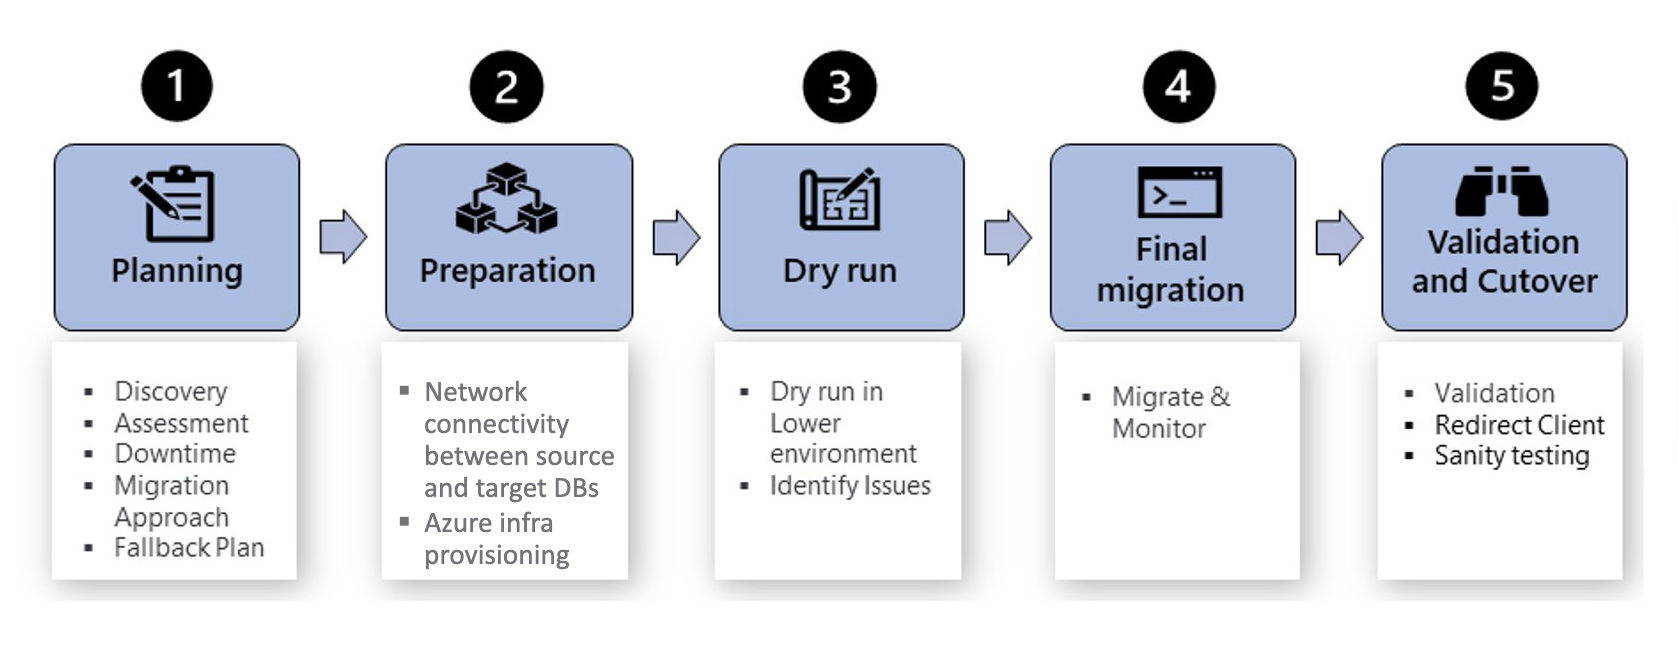 1
2
3
4
5
Planning
Preparation
Dry run
Final
migration
Validation
and Cutover
▪ Discovery
▪ Assessment
▪ Downtime
▪ Migration
Approach
▪ Fallback Plan
▪ Network
connectivity
between source
and target DBs
▪ Azure infra
provisioning
▪ Dry run in
Lower
environment
▪ Identify Issues
▪ Migrate &
Monitor
▪ Validation
▪ Redirect Client
▪ Sanity testing